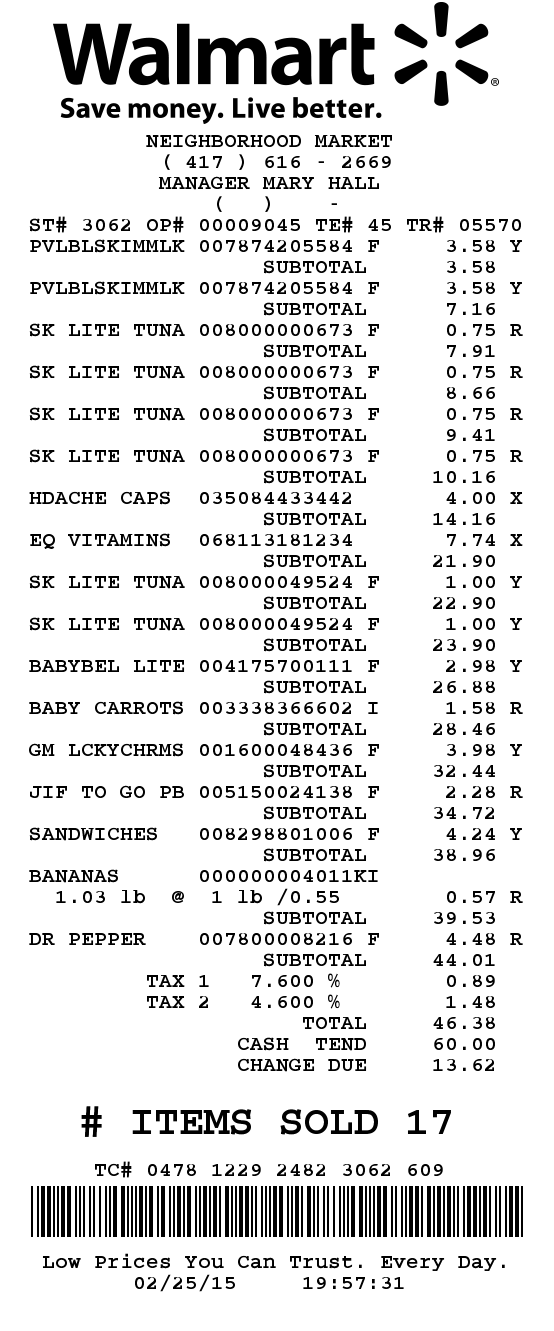 Walmart
®
Save money. Live better.
NEIGHBORHOOD MARKET
( 417 ) 616 - 2669
MANAGER MARY HALL
( ) -
ST# 3062 OP# 00009045 TE# 45 TR# 05570
PVLBLSKIMMLK 007874205584 F 3.58 Y
SUBTOTAL 3.58
PVLBLSKIMMLK 007874205584 F 3.58 Y
SUBTOTAL 7.16
SK LITE TUNA 008000000673 F 0.75 R
SUBTOTAL 7.91
SK LITE TUNA 008000000673 F 0.75 R
SUBTOTAL 8.66
SK LITE TUNA 008000000673 F 0.75 R
SUBTOTAL 9.41
SK LITE TUNA 008000000673 F 0.75 R
SUBTOTAL 10.16
HDACHE CAPS 035084433442 4.00 X
SUBTOTAL 14.16
EQ VITAMINS 068113181234 7.74 X
SUBTOTAL 21.90
SK LITE TUNA 008000049524 F 1.00 Y
SUBTOTAL 22.90
SK LITE TUNA 008000049524 F 1.00 Y
SUBTOTAL 23.90
BABYBEL LITE 004175700111 F 2.98 Y
SUBTOTAL 26.88
BABY CARROTS 003338366602 I 1.58 R
SUBTOTAL 28.46
GM LCKYCHRMS 001600048436 F 3.98 Y
SUBTOTAL 32.44
JIF TO GO PB 005150024138 F 2.28 R
SUBTOTAL 34.72
SANDWICHES 008298801006 F 4.24 Y
SUBTOTAL 38.96
BANANAS 000000004011KI
1.03 lb @ 1 lb /0.55 0.57 R
SUBTOTAL 39.53
DR PEPPER 007800008216 F 4.48 R
SUBTOTAL 44.01
TAX 1 7.600 % 0.89
TAX 2 4.600 % 1.48
TOTAL 46.38
CASH TEND 60.00
CHANGE DUE 13.62
# ITEMS SOLD 17
TC# 0478 1229 2482 3062 609
Low Prices You Can Trust. Every Day.
02/25/15 19:57:31